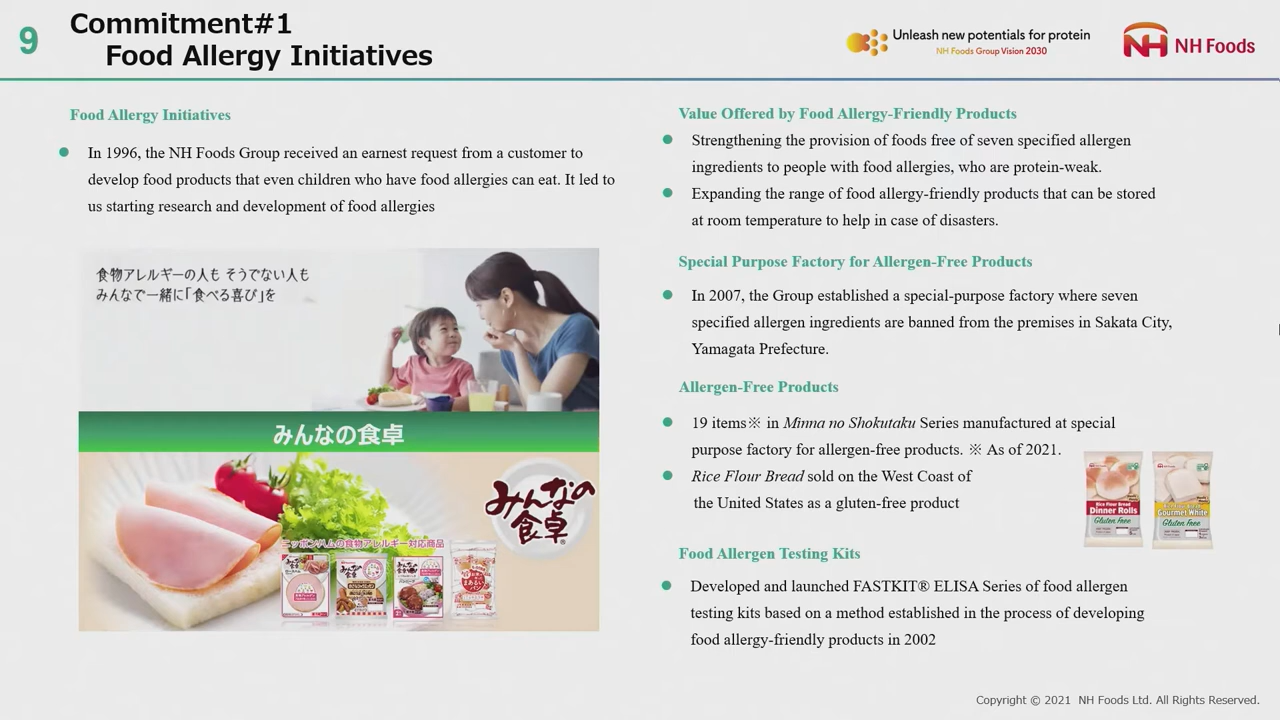 9
Commitment#1
Food Allergy Initiatives
Unleash new potentials for protein
NH Foods Group Vision 2030
NH Foods
Food Allergy Initiatives
In 1996, the NH Foods Group received an earnest request from a customer to
develop food products that even children who have food allergies can eat. It led to
us starting research and development of food allergies
食物アレルギーの人も そうでない人も
みんなで一緒に「食べる喜び」を
みんなの食卓
みんなの
食卓
ニッポンハムの食物アレルギー対応商品
Value Offered by Food Allergy-Friendly Products
Strengthening the provision of foods free of seven specified allergen
ingredients to people with food allergies, who are protein-weak.
Expanding the range of food allergy-friendly products that can be stored
at room temperature to help in case of disasters.
Special Purpose Factory for Allergen-Free Products
In 2007, the Group established a special-purpose factory where seven
specified allergen ingredients are banned from the premises in Sakata City,
Yamagata Prefecture.
Allergen-Free Products
19 items※ in Minna no Shokutaku Series manufactured at special
purpose factory for allergen-free products. ※ As of 2021.
Rice Flour Bread sold on the West Coast of
the United States as a gluten-free product
Rice Flour Bread
Dinner Rolls
Gluten Free
Gourmet White
Gluten Free
Food Allergen Testing Kits
Developed and launched FASTKIT® ELISA Series of food allergen
testing kits based on a method established in the process of developing
food allergy-friendly products in 2002
Copyright © 2021 NH Foods Ltd. All Rights Reserved.